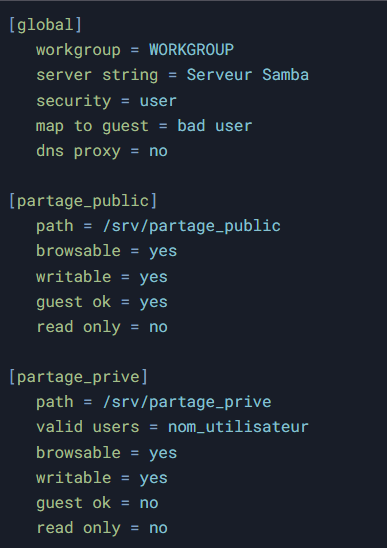 [global]
workgroup = WORKGROUP
server string = Serveur Samba
security = user
map to guest = bad user
dns proxy = no
[partage_public]
path = /srv/partage_public
browsable = yes
writable = yes
guest ok = yes
read only = no
[partage_prive]
path = /srv/partage_prive
valid users = nom_utilisateur
browsable = yes
writable = yes
guest ok = no
read only = no